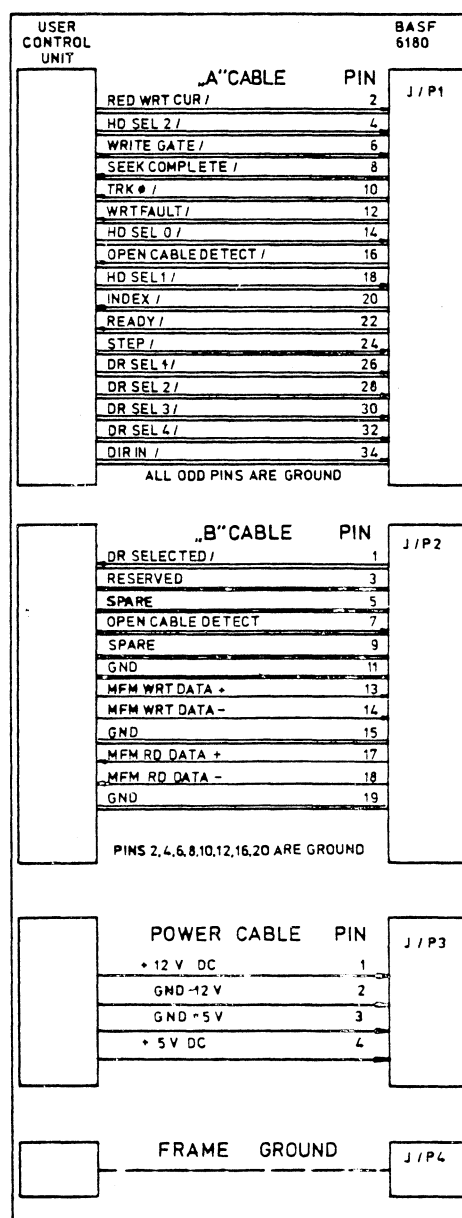 USER CONTROL UNIT
BASF 6180
„A" CABLE PIN
J / P1
RED WRT CUR / 2
HD SEL 2 / 4
WRITE GATE / 6
SEEK COMPLETE / 8
TRK 0 / 10
WRT FAULT / 12
HD SEL 0 / 14
OPEN CABLE DETECT / 16
HD SEL 1 / 18
INDEX / 20
READY / 22
STEP / 24
DR SEL 1 / 26
DR SEL 2 / 28
DR SEL 3 / 30
DR SEL 4 / 32
DIR IN / 34
ALL ODD PINS ARE GROUND
„B" CABLE PIN
J / P2
DR SELECTED / 1
RESERVED 3
SPARE 5
OPEN CABLE DETECT 7
SPARE 9
GND 11
MFM WRT DATA + 13
MFM WRT DATA - 14
GND 15
MFM RD DATA + 17
MFM RD DATA - 18
GND 19
PINS 2,4,6,8,10,12,16,20 ARE GROUND
POWER CABLE PIN
J / P3
+ 12 V DC 1
GND -12 V 2
GND -5 V 3
+ 5 V DC 4
FRAME GROUND
J / P4